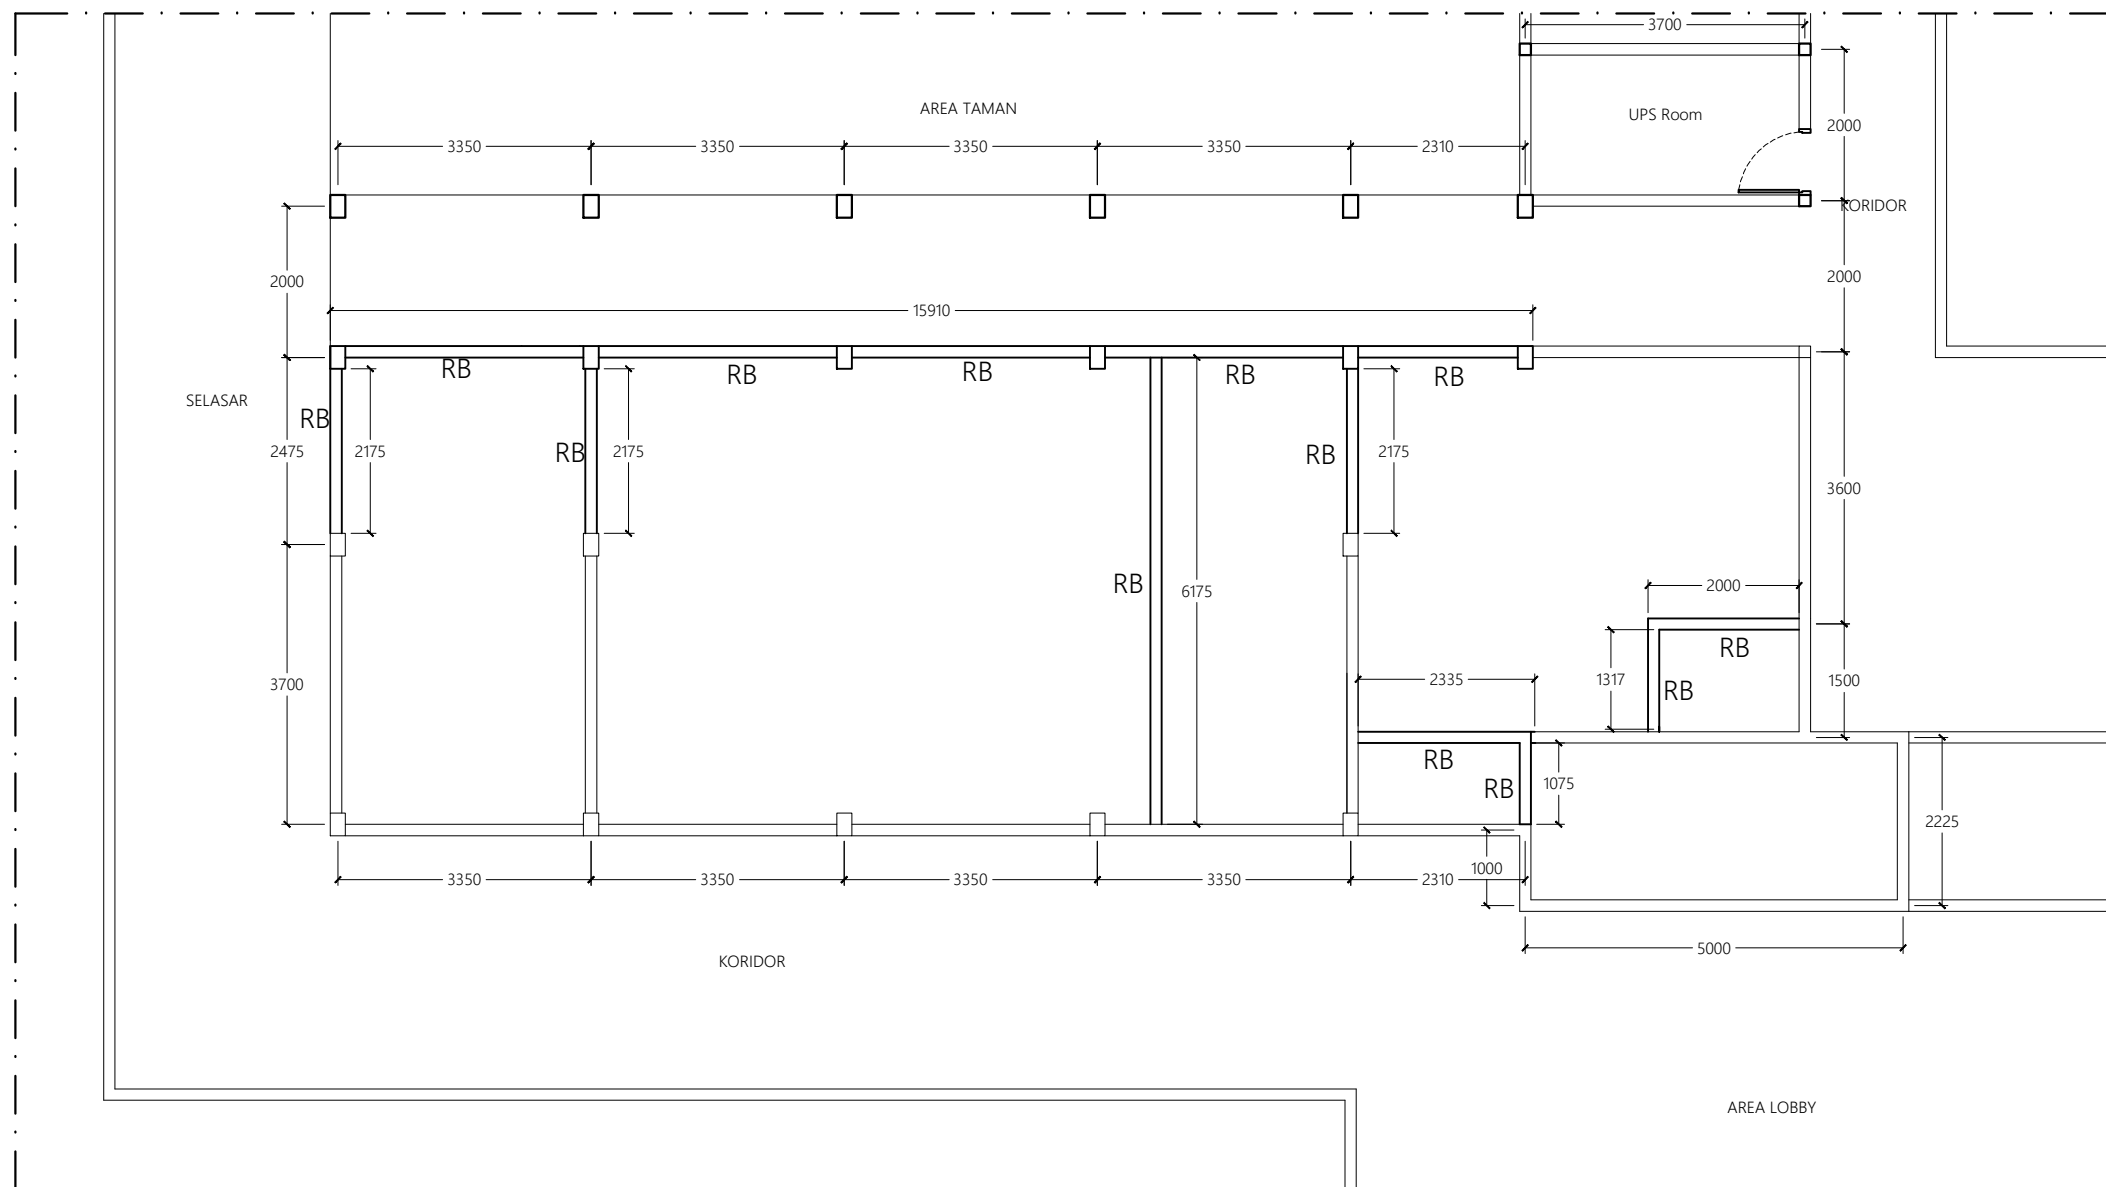 3700
AREA TAMAN
UPS Room
2000
3350
3350
3350
3350
2310
KORIDOR
2000
2000
15910
RB
RB
RB
RB
RB
SELASAR
RB
2475
2175
RB
2175
RB
2175
3600
RB
6175
2000
RB
3700
2335
1317
RB
1500
RB
RB
1075
2225
3350
3350
3350
3350
2310
1000
5000
KORIDOR
AREA LOBBY